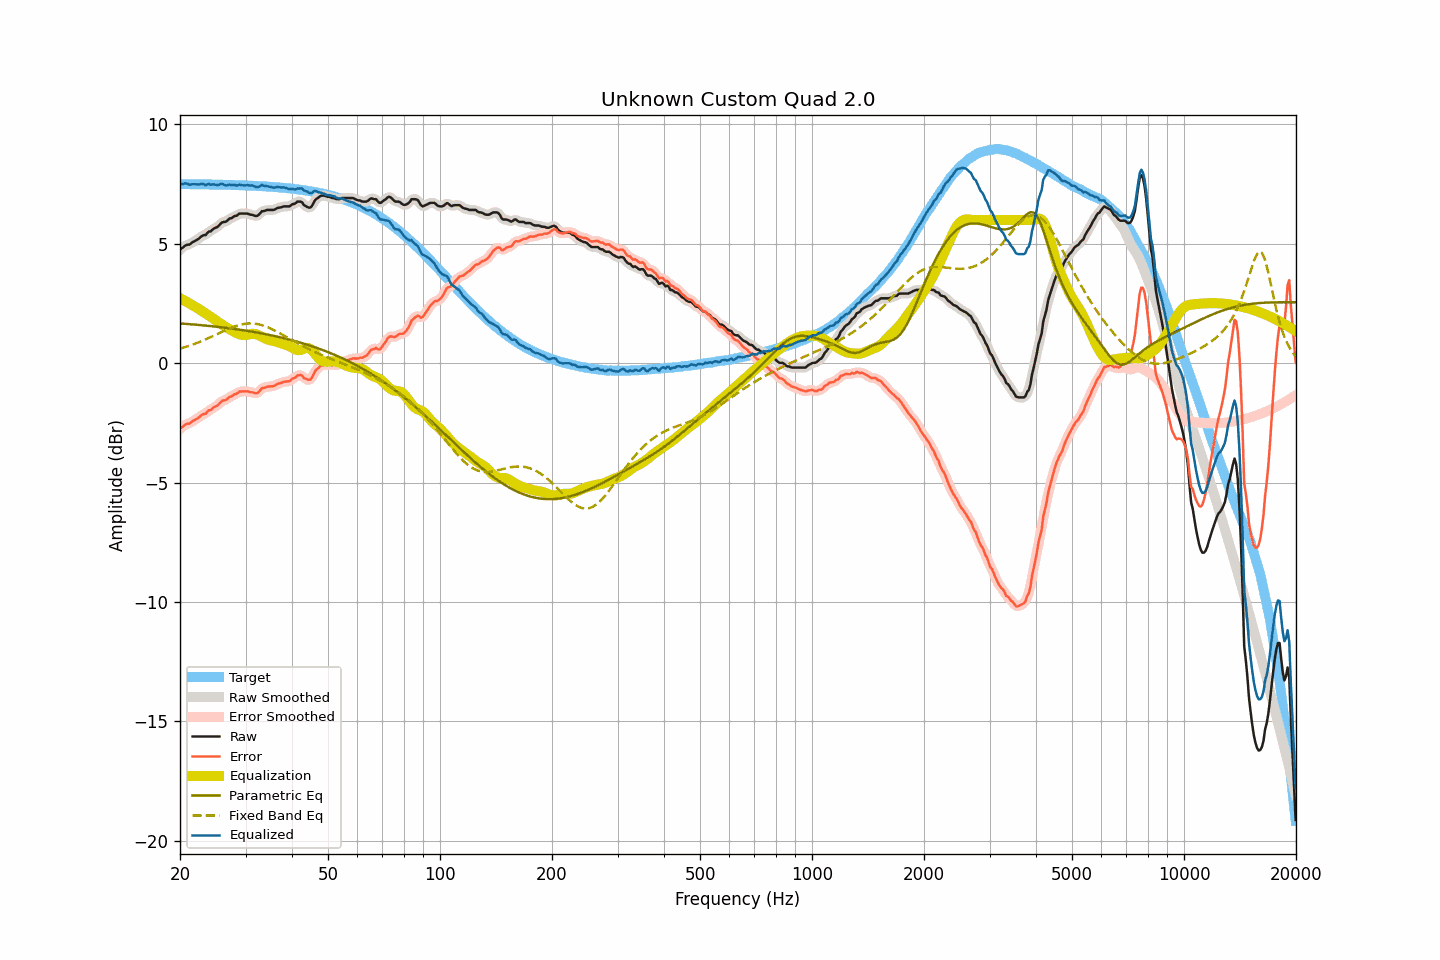 Unknown Custom Quad 2.0
10
5
0
−5
−10
−15
−20
Amplitude (dBr)
Target
Raw Smoothed
Error Smoothed
Raw
Error
Equalization
Parametric Eq
Fixed Band Eq
Equalized
20 50 100 200 500 1000 2000 5000 10000 20000
Frequency (Hz)